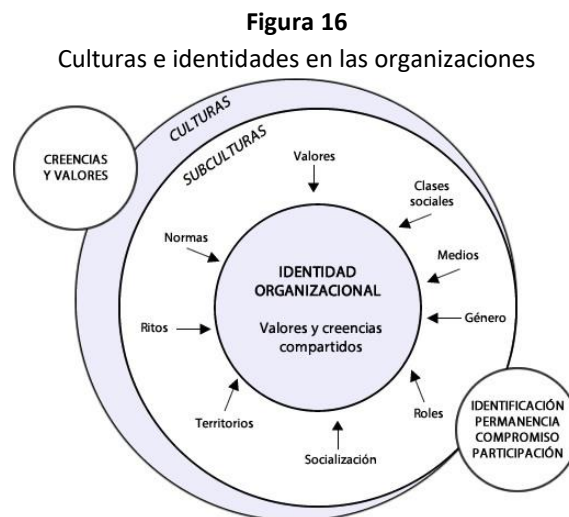 Figura 16
Culturas e identidades en las organizaciones
CULTURAS
SUBCULTURAS
CREENCIAS
Y VALORES
Valores
Clases
sociales
Normas
Medios
IDENTIDAD
ORGANIZACIONAL
Valores y creencias
compartidos
Género
Ritos
Territorios
Roles
Socialización
IDENTIFICACIÓN
PERMANENCIA
COMPROMISO
PARTICIPACIÓN